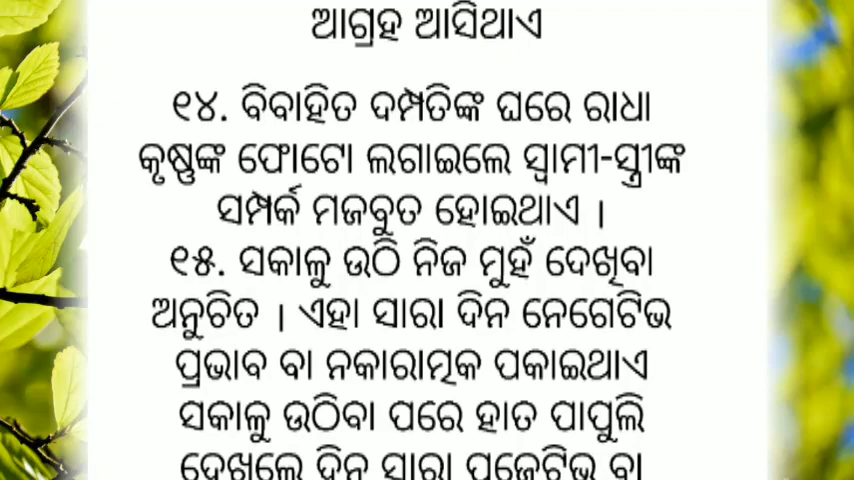 ଆଗ୍ରହ ଆସିଥାଏ
୧୪. ବିବାହିତ ଦମ୍ପତିଙ୍କ ଘରେ ରାଧା
କୃଷ୍ଣଙ୍କ ଫୋଟୋ ଲଗାଇଲେ ସ୍ୱାମୀ-ସ୍ତ୍ରୀଙ୍କ
ସମ୍ପର୍କ ମଜବୁତ ହୋଇଥାଏ ।
୧୫. ସକାଳୁ ଉଠି ନିଜ ମୁହଁ ଦେଖିବା
ଅନୁଚିତ । ଏହା ସାରା ଦିନ ନେଗେଟିଭ
ପ୍ରଭାବ ବା ନକାରାତ୍ମକ ପକାଇଥାଏ
ସକାଳୁ ଉଠିବା ପରେ ହାତ ପାପୁଲି
ଦେଖିଲେ ଦିନ ସାରା ପଜେଟିଭ ବା